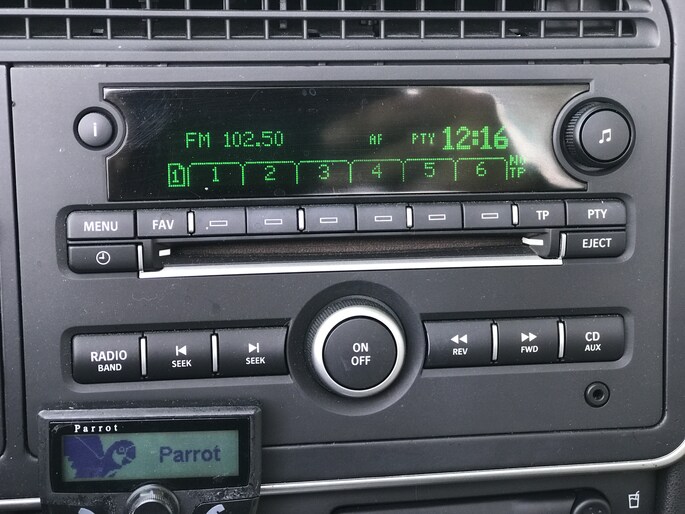 FM 102.50 AF PTY 12:16
1 1 2 3 4 5 6 NO TP
i
MENU FAV TP PTY
EJECT
RADIO BAND
SEEK
SEEK
ON OFF
REV
FWD
CD AUX
Parrot
Parrot